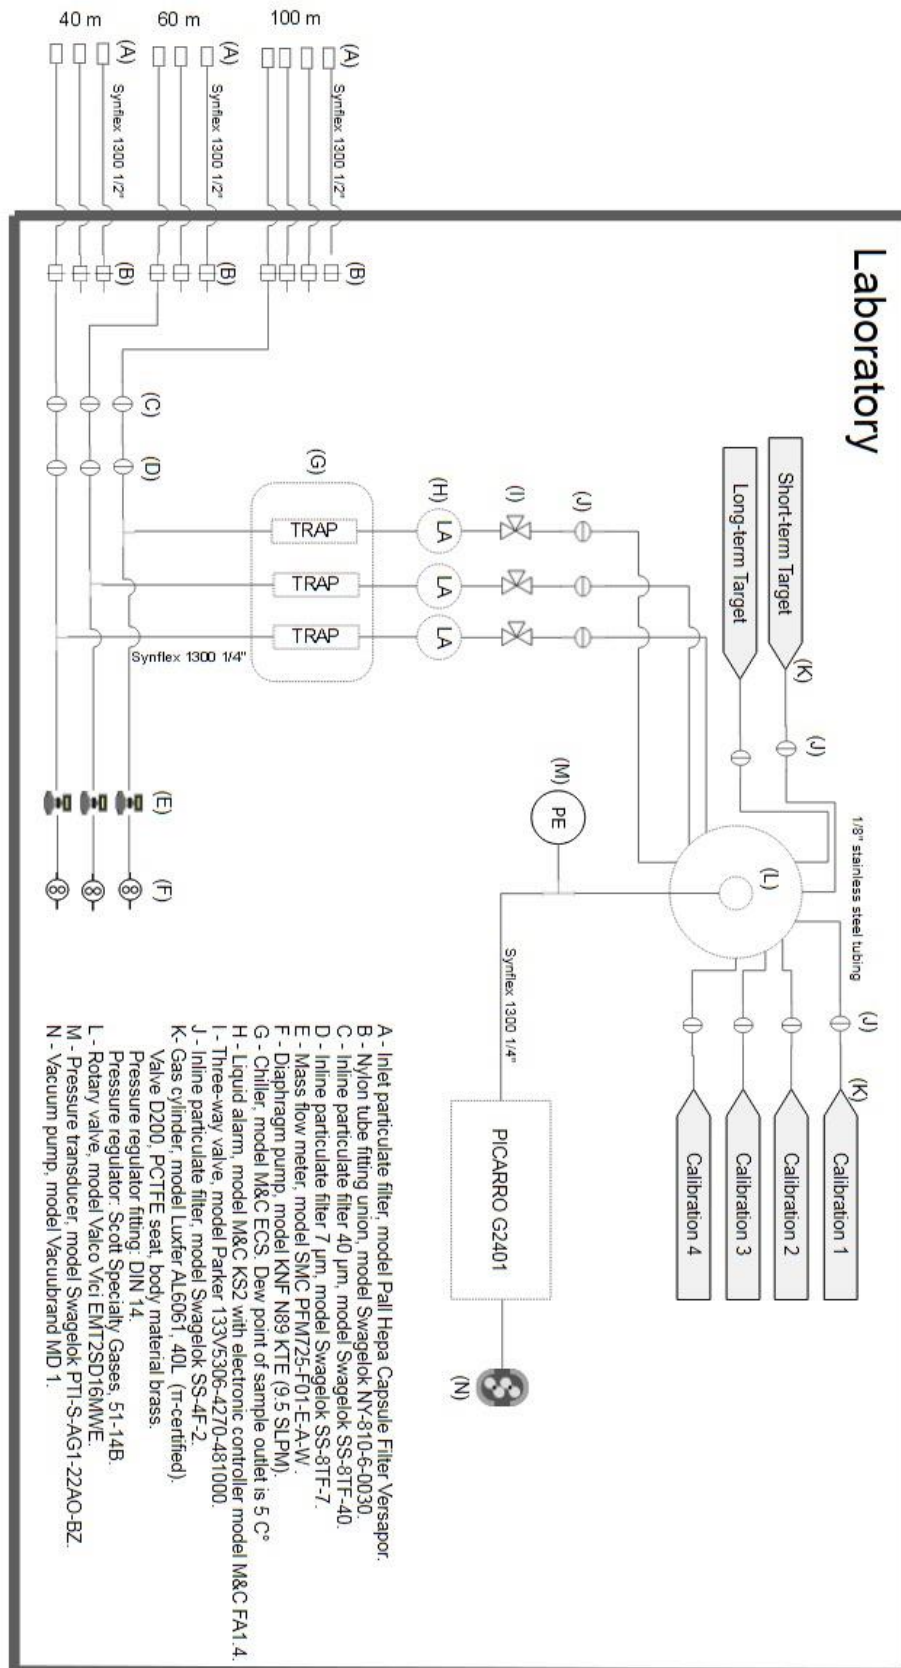 Laboratory
40 m
60 m
100 m
(A)
(A)
(A)
Synflex 1300 1/2"
Synflex 1300 1/2"
Synflex 1300 1/2"
(B)
(B)
(B)
(C)
(D)
(G)
(H)
(I)
(J)
TRAP
LA
TRAP
LA
TRAP
LA
Synflex 1300 1/4"
Long-term Target
Short-term Target
(K)
(J)
(E)
(F)
(M)
PE
(L)
1/8" stainless steel tubing
Synflex 1300 1/4"
(J)
(K)
Calibration 1
Calibration 2
Calibration 3
Calibration 4
PICARRO G2401
(N)
A - Inlet particulate filter, model Pall Hepa Capsule Filter Versapor.
B - Nylon tube fitting union, model Swagelok NY-810-6-0030.
C - Inline particulate filter 40 µm, model Swagelok SS-8TF-40.
D - Inline particulate filter 7 µm, model Swagelok SS-8TF-7.
E - Mass flow meter, model SMC PFM725-F01-E-A-W .
F - Diaphragm pump, model KNF N89 KTE (9.5 SLPM).
G - Chiller, model M&C ECS. Dew point of sample outlet is 5 C°
H - Liquid alarm, model M&C KS2 with electronic controller model M&C FA1.4.
I - Three-way valve, model Parker 133V5306-4270-481000.
J - Inline particulate filter, model Swagelok SS-4F-2.
K- Gas cylinder, model Luxfer AL6061, 40L (π-certified).
Valve D200, PCTFE seat, body material brass.
Pressure regulator fitting: DIN 14.
Pressure regulator: Scott Specialty Gases, 51-14B.
L - Rotary valve, model Valco Vici EMT2SD16MWE.
M - Pressure transducer, model Swagelok PTI-S-AG1-22AO-BZ.
N - Vacuum pump, model Vacuubrand MD 1.